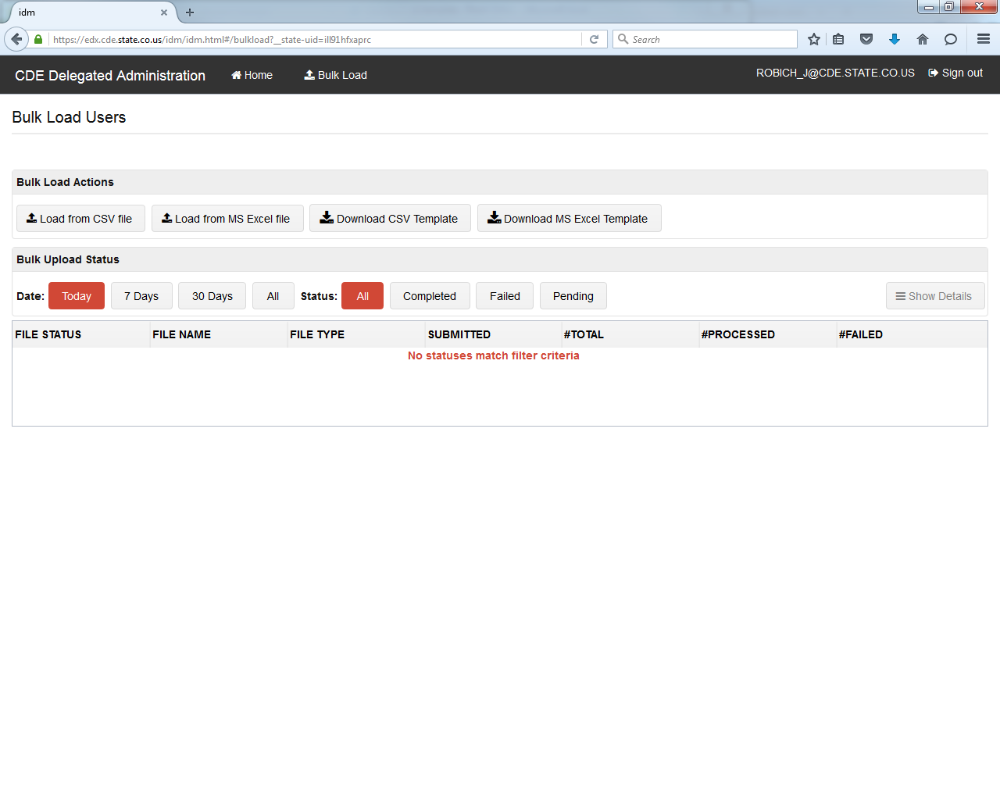 idm
https://edx.cde.state.co.us/idm/idm.html#/bulkload?__state-uid=ill91hfxaprc
Search
CDE Delegated Administration Home Bulk Load ROBICH_J@CDE.STATE.CO.US Sign out
Bulk Load Users
Bulk Load Actions
Load from CSV file Load from MS Excel file Download CSV Template Download MS Excel Template
Bulk Upload Status
Date: Today 7 Days 30 Days All Status: All Completed Failed Pending Show Details
FILE STATUS FILE NAME FILE TYPE SUBMITTED #TOTAL #PROCESSED #FAILED
No statuses match filter criteria